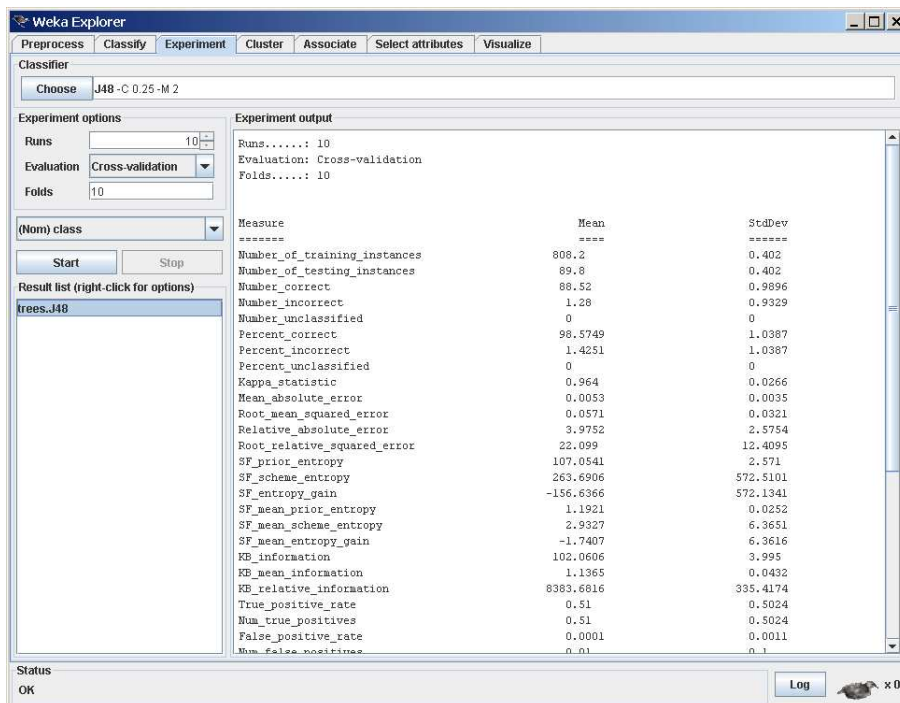 Weka Explorer
Preprocess Classify Experiment Cluster Associate Select attributes Visualize
Classifier
Choose J48 -C 0.25 -M 2
Experiment options
Runs 10
Evaluation Cross-validation
Folds 10
(Nom) class
Start Stop
Result list (right-click for options)
trees.J48
Experiment output
Runs......: 10
Evaluation: Cross-validation
Folds.....: 10
Measure Mean StdDev
======= ==== ======
Number_of_training_instances 808.2 0.402
Number_of_testing_instances 89.8 0.402
Number_correct 88.52 0.9896
Number_incorrect 1.28 0.9329
Number_unclassified 0 0
Percent_correct 98.5749 1.0387
Percent_incorrect 1.4251 1.0387
Percent_unclassified 0 0
Kappa_statistic 0.964 0.0266
Mean_absolute_error 0.0053 0.0035
Root_mean_squared_error 0.0571 0.0321
Relative_absolute_error 3.9752 2.5754
Root_relative_squared_error 22.099 12.4095
SF_prior_entropy 107.0541 2.571
SF_scheme_entropy 263.6906 572.5101
SF_entropy_gain -156.6366 572.1341
SF_mean_prior_entropy 1.1921 0.0252
SF_mean_scheme_entropy 2.9327 6.3651
SF_mean_entropy_gain -1.7407 6.3616
KB_information 102.0606 3.995
KB_mean_information 1.1365 0.0432
KB_relative_information 8383.6816 335.4174
True_positive_rate 0.51 0.5024
Num_true_positives 0.51 0.5024
False_positive_rate 0.0001 0.0011
Num_false_positives 0.01 0.1
Status
OK
Log x 0